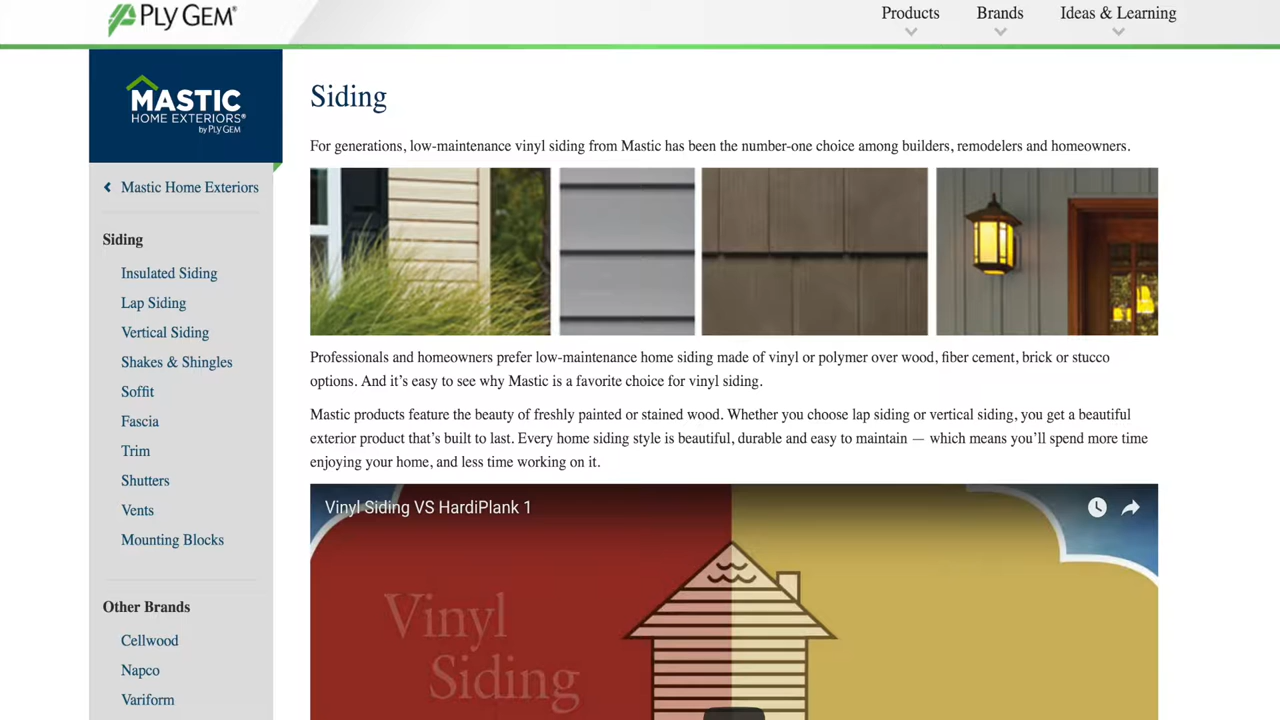 PLY GEM®
Products
Brands
Ideas & Learning
MASTIC
HOME EXTERIORS®
by PLY GEM
Mastic Home Exteriors
Siding
Insulated Siding
Lap Siding
Vertical Siding
Shakes & Shingles
Soffit
Fascia
Trim
Shutters
Vents
Mounting Blocks
Other Brands
Cellwood
Napco
Variform
Siding
For generations, low-maintenance vinyl siding from Mastic has been the number-one choice among builders, remodelers and homeowners.
Professionals and homeowners prefer low-maintenance home siding made of vinyl or polymer over wood, fiber cement, brick or stucco
options. And it’s easy to see why Mastic is a favorite choice for vinyl siding.
Mastic products feature the beauty of freshly painted or stained wood. Whether you choose lap siding or vertical siding, you get a beautiful
exterior product that’s built to last. Every home siding style is beautiful, durable and easy to maintain — which means you’ll spend more time
enjoying your home, and less time working on it.
Vinyl Siding VS HardiPlank 1
Vinyl
Siding